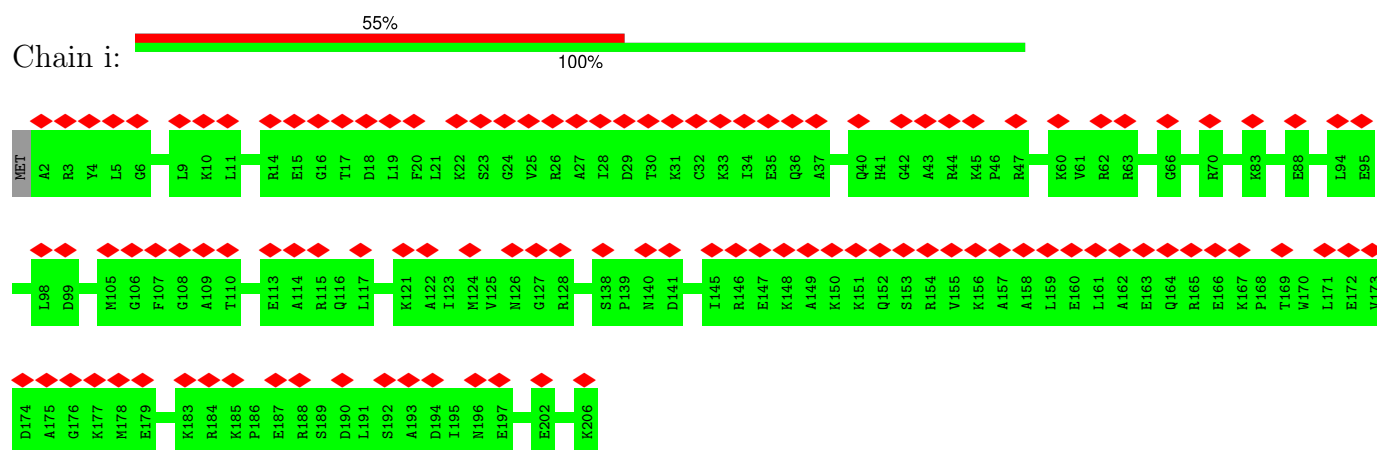 55%
Chain i:
100%
MET A2 R3 Y4 L5 G6 L9 K10 L11 R14 E15 G16 T17 D18 L19 F20 L21 K22 S23 G24 V25 R26 A27 I28 D29 T30 K31 C32 K33 I34 E35 Q36 A37 Q40 H41 G42 A43 R44 K45 P46 R47 K60 V61 R62 R63 G66 R70 K83 E88 L94 E95
L98 D99 M105 G106 F107 G108 A109 T110 E113 A114 R115 Q116 L117 K121 A122 I123 M124 V125 N126 G127 R128 S138 P139 N140 D141 I145 R146 E147 K148 A149 K150 K151 Q152 S153 R154 V155 K156 A157 A158 L159 E160 L161 A162 E163 Q164 R165 E166 K167 P168 T169 W170 L171 E172 V173
D174 A175 G176 K177 M178 E179 K183 R184 K185 P186 E187 R188 S189 D190 L191 S192 A193 D194 I195 N196 E197 E202 K206